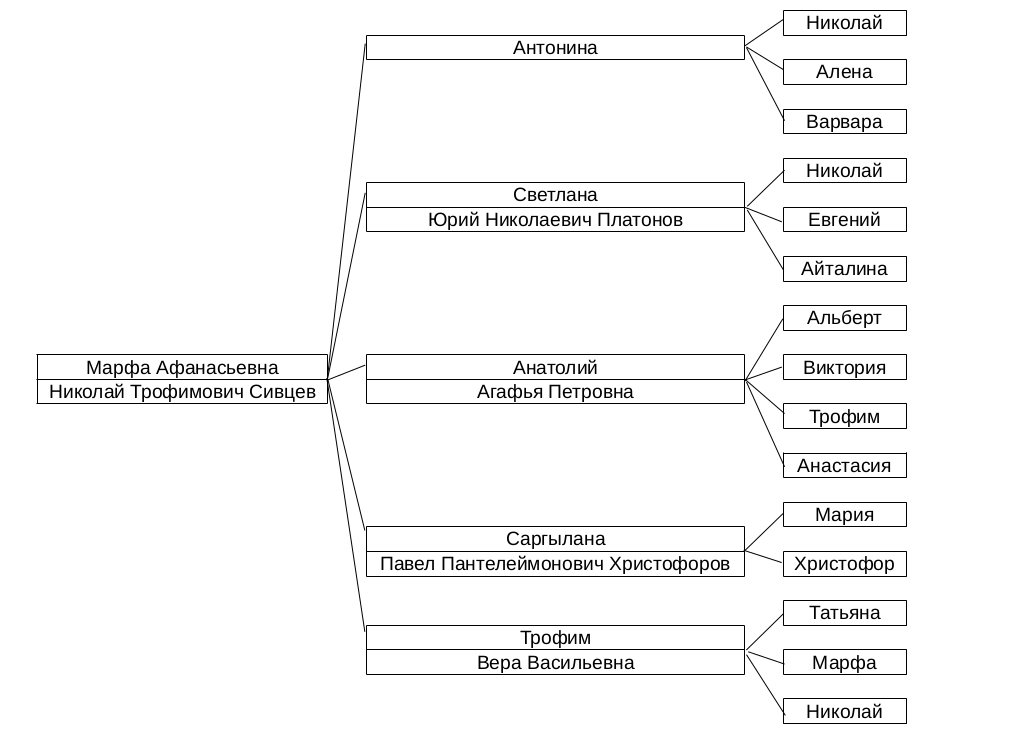 Николай
Антонина
Алена
Варвара
Николай
Светлана
Юрий Николаевич Платонов
Евгений
Айталина
Альберт
Марфа Афанасьевна
Николай Трофимович Сивцев
Анатолий
Агафья Петровна
Виктория
Трофим
Анастасия
Мария
Саргылана
Павел Пантелеймонович Христофоров
Христофор
Татьяна
Трофим
Вера Васильевна
Марфа
Николай